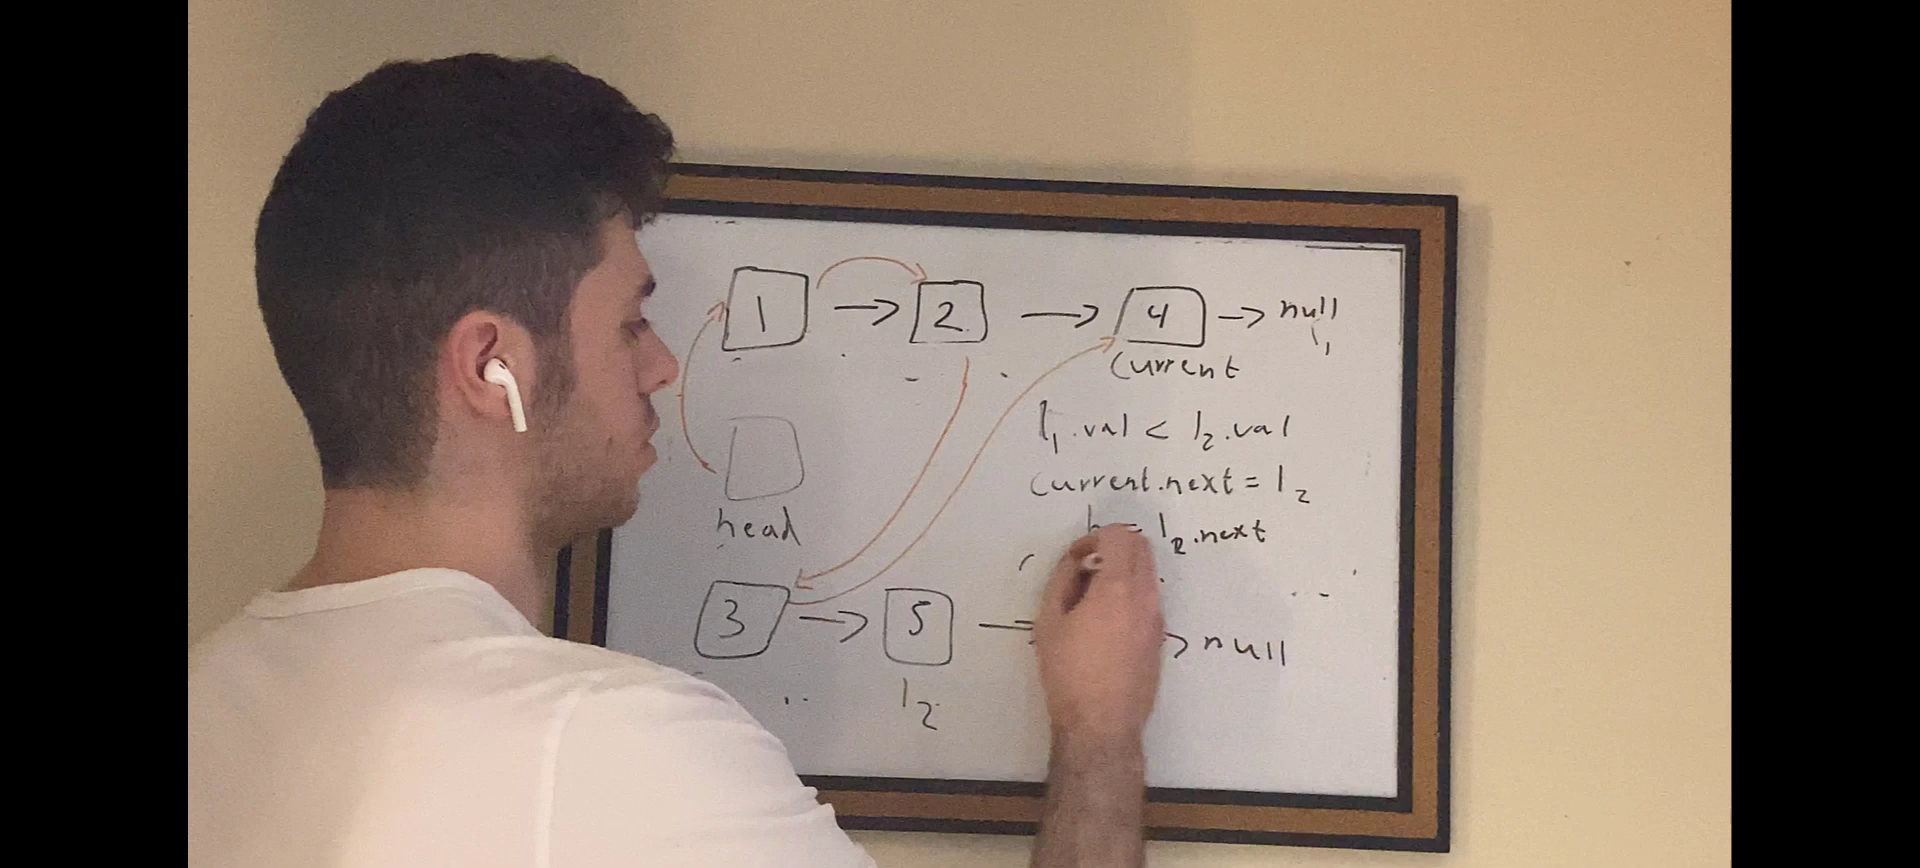 1 → 2 → 4 → null
l₁
current
l₁.val < l₂.val
current.next = l₂
l₂.next
head
3 → 5 → null
l₂